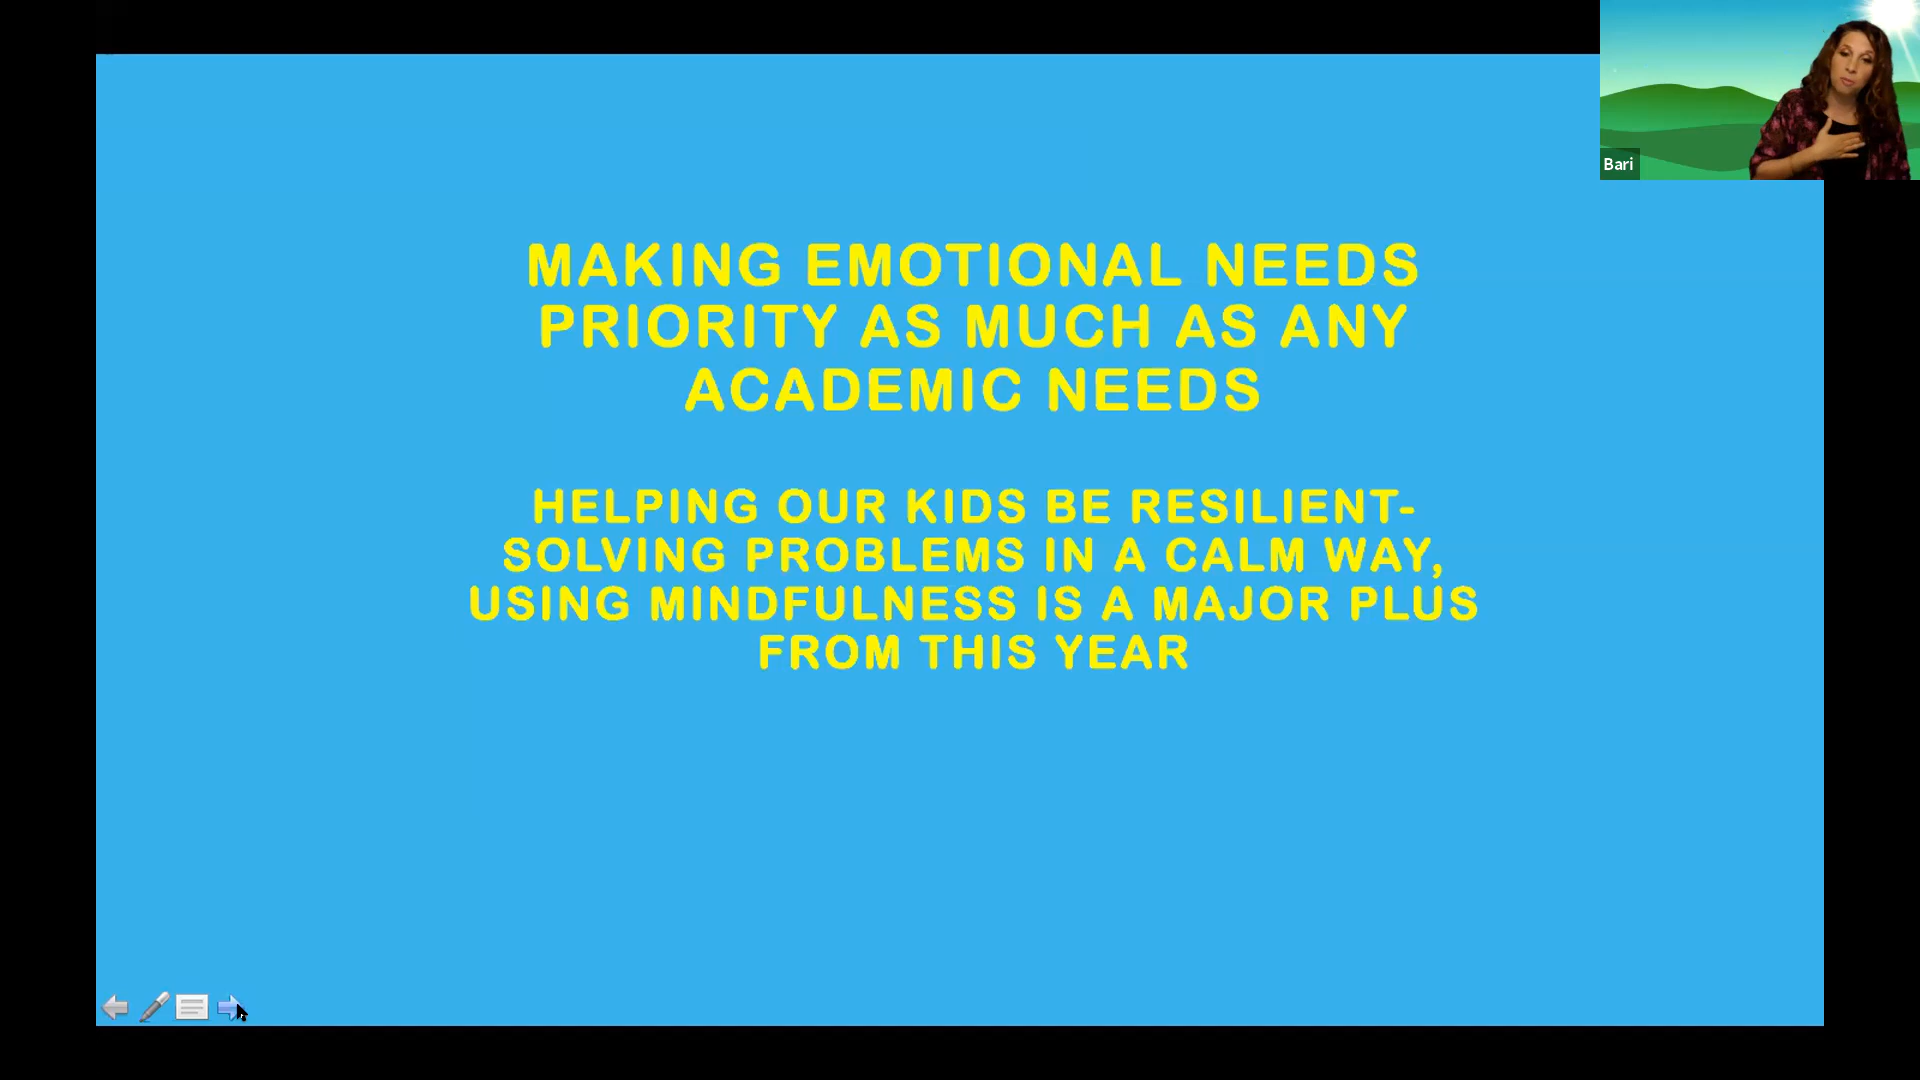 MAKING EMOTIONAL NEEDS
PRIORITY AS MUCH AS ANY
ACADEMIC NEEDS
HELPING OUR KIDS BE RESILIENT-
SOLVING PROBLEMS IN A CALM WAY,
USING MINDFULNESS IS A MAJOR PLUS
FROM THIS YEAR
Bari